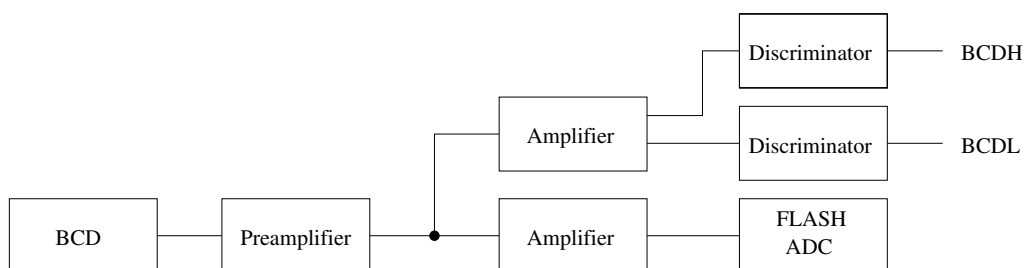 Discriminator
BCDH
Amplifier
Discriminator
BCDL
BCD
Preamplifier
Amplifier
FLASH
ADC